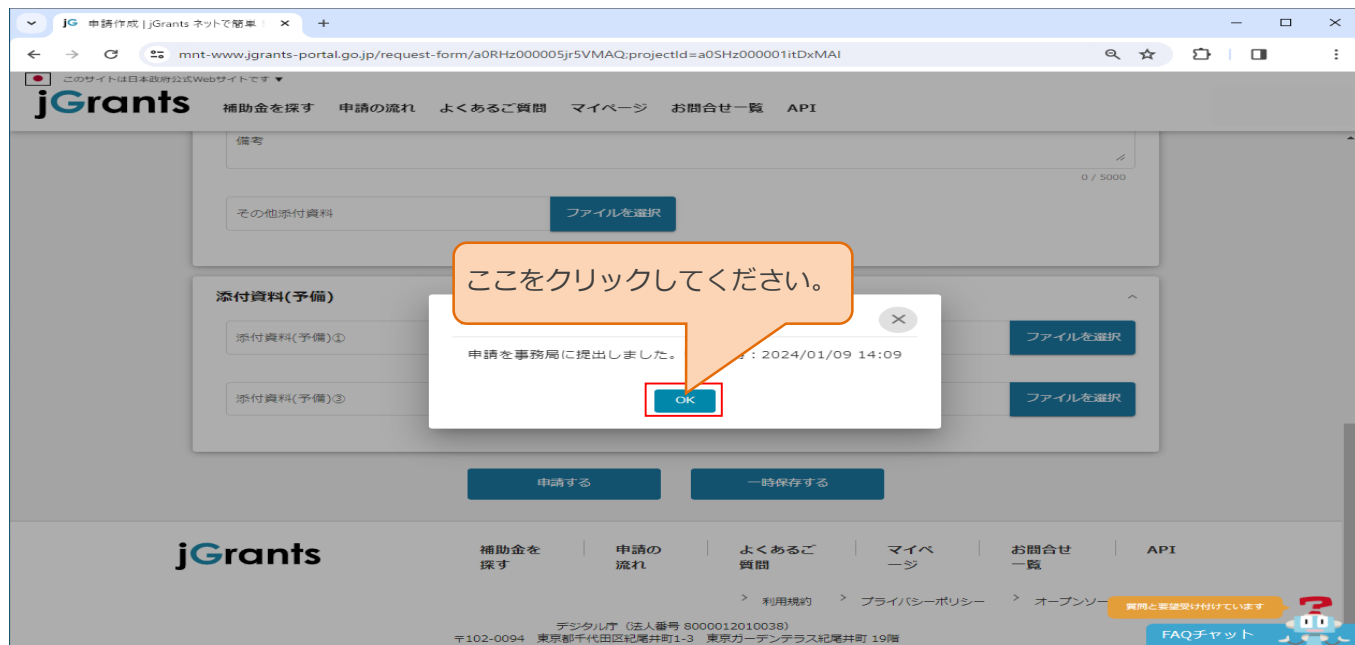 jG 申請作成 | jGrants ネットで簡単
mnt-www.jgrants-portal.go.jp/request-form/a0RHz000005jr5VMAQ;projectId=a0SHz000001itDxMAI
このサイトは日本政府公式Webサイトです ▼
jGrants 補助金を探す 申請の流れ よくあるご質問 マイページ お問合せ一覧 API
備考
0 / 5000
その他添付資料 ファイルを選択
ここをクリックしてください。
添付資料(予備)
添付資料(予備)① ファイルを選択
申請を事務局に提出しました。 : 2024/01/09 14:09
OK
添付資料(予備)③ ファイルを選択
申請する 一時保存する
jGrants
補助金を探す
申請の流れ
よくあるご質問
マイページ
お問合せ一覧
API
利用規約 プライバシーポリシー オープンソー
質問と要望受け付けています
デジタル庁（法人番号 8000012010038）
〒102-0094 東京都千代田区紀尾井町1-3 東京ガーデンテラス紀尾井町 19階
FAQチャット